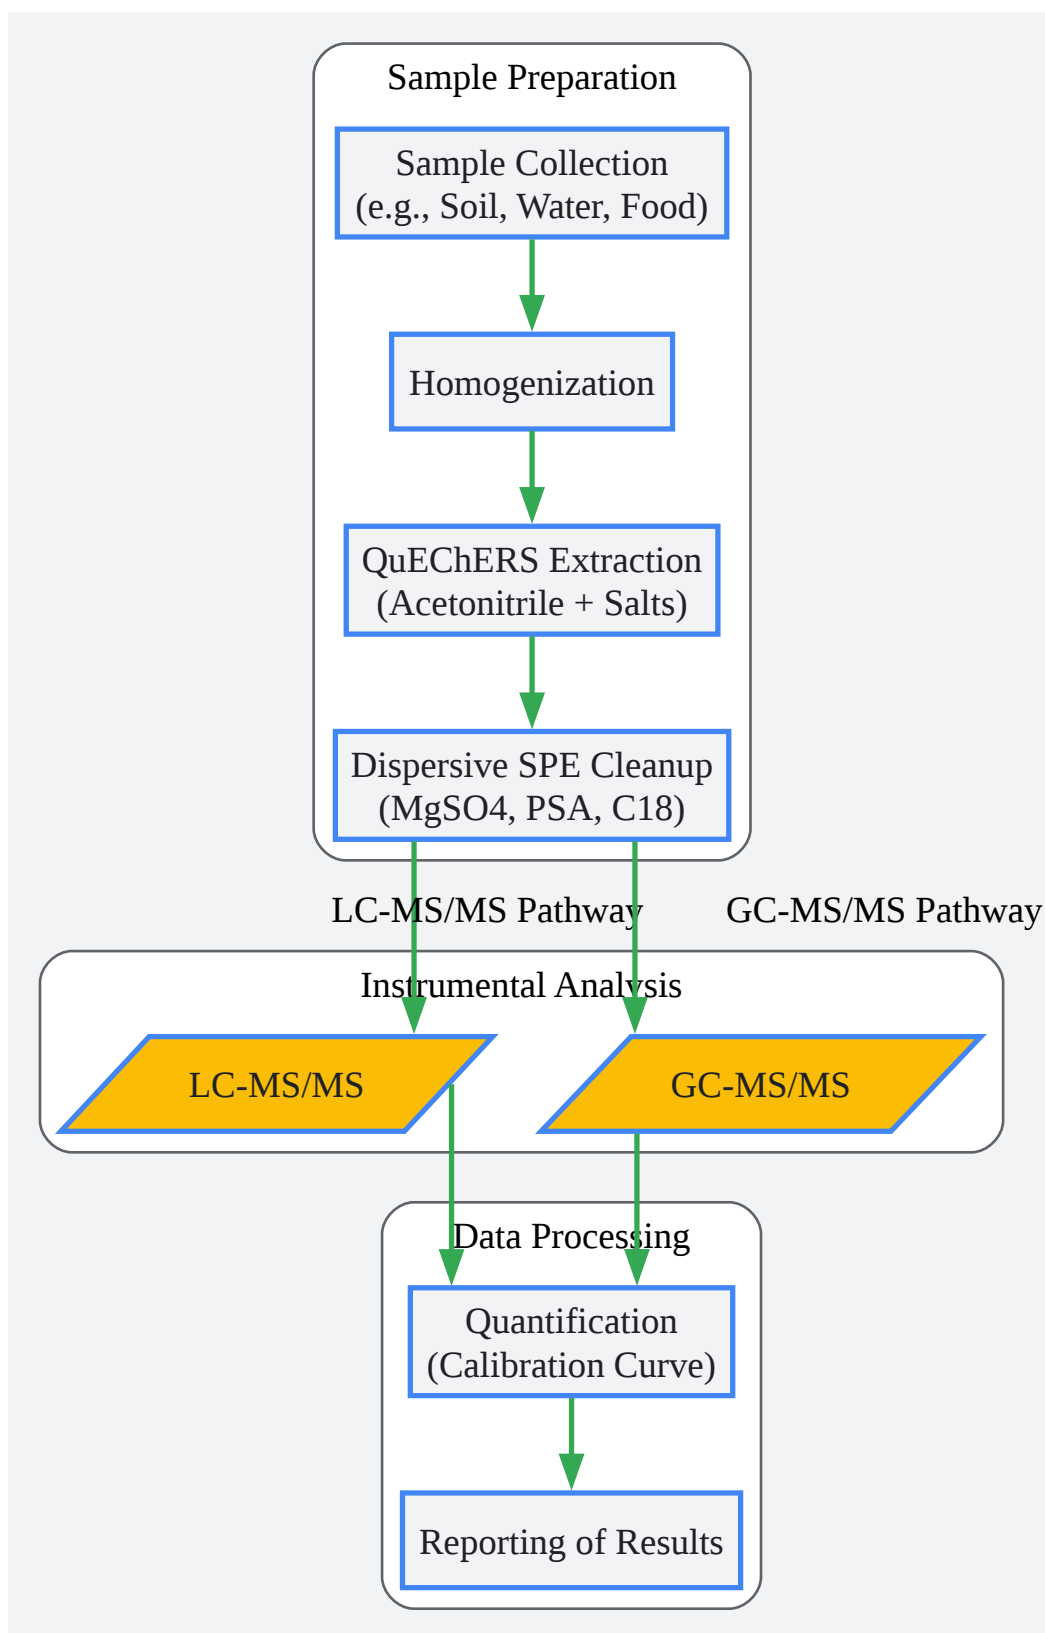 Sample Preparation
Sample Collection
(e.g., Soil, Water, Food)
Homogenization
QuEChERS Extraction
(Acetonitrile + Salts)
Dispersive SPE Cleanup
(MgSO4, PSA, C18)
LC-MS/MS Pathway
GC-MS/MS Pathway
Instrumental Analysis
LC-MS/MS
GC-MS/MS
Data Processing
Quantification
(Calibration Curve)
Reporting of Results